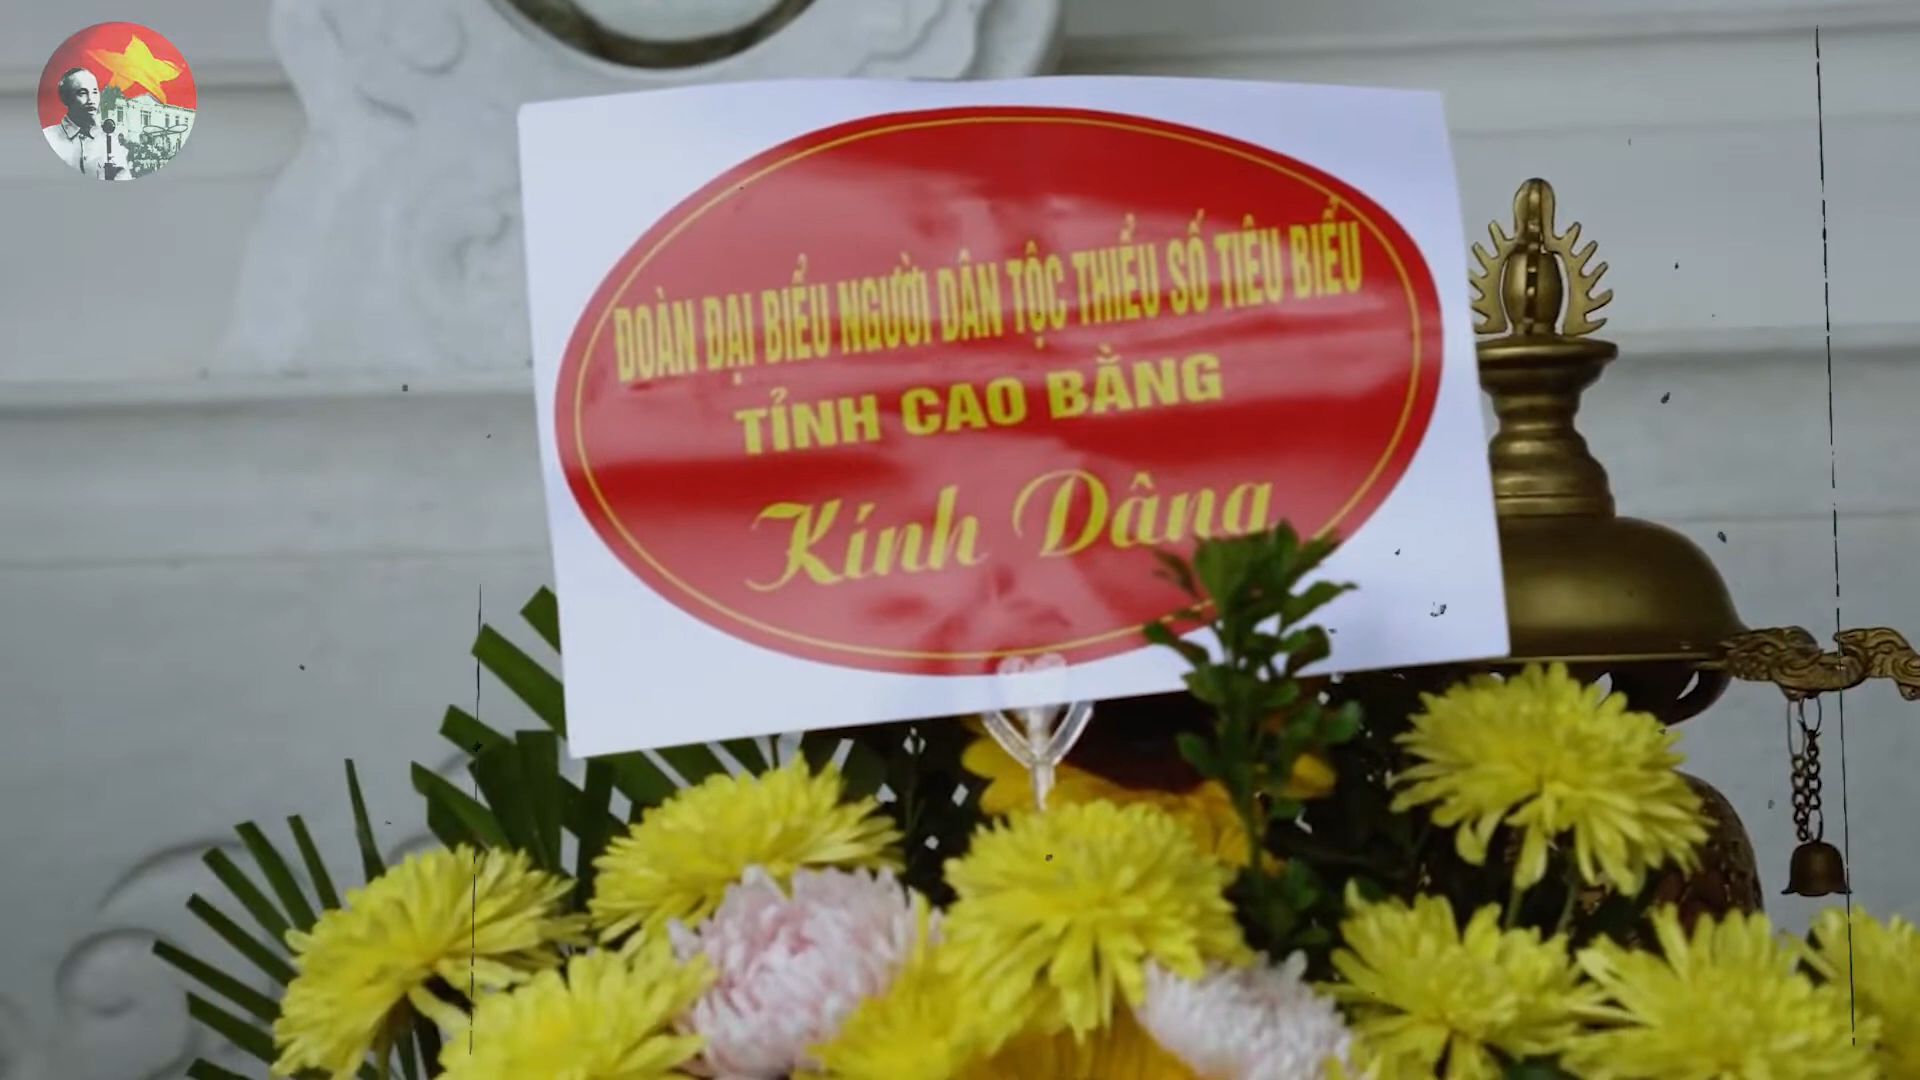 ĐOÀN ĐẠI BIỂU NGƯỜI DÂN TỘC THIỂU SỐ TIÊU BIỂU
TỈNH CAO BẰNG
Kính Dâng